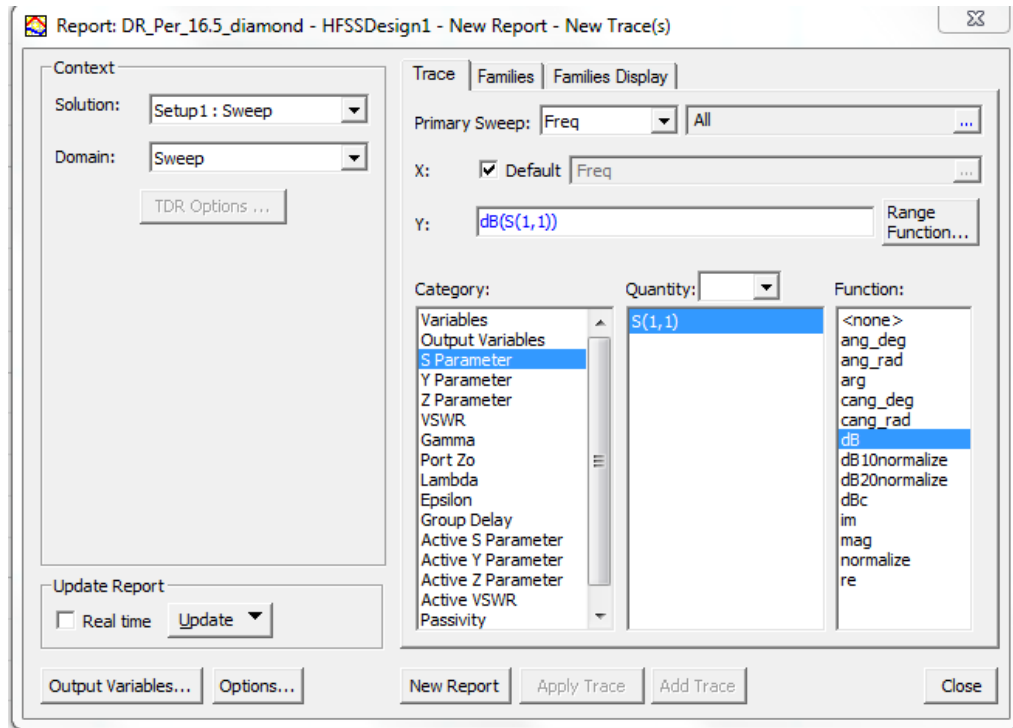 Report: DR_Per_16.5_diamond - HFSSDesign1 - New Report - New Trace(s)
Context
Solution: Setup1 : Sweep
Domain: Sweep
TDR Options ...
Update Report
Real time Update
Trace Families Families Display
Primary Sweep: Freq All ...
X: Default Freq ...
Y: dB(S(1,1)) Range
Function...
Category:
Variables
Output Variables
S Parameter
Y Parameter
Z Parameter
VSWR
Gamma
Port Zo
Lambda
Epsilon
Group Delay
Active S Parameter
Active Y Parameter
Active Z Parameter
Active VSWR
Passivity
Quantity:
S(1,1)
Function:
<none>
ang_deg
ang_rad
arg
cang_deg
cang_rad
dB
dB10normalize
dB20normalize
dBc
im
mag
normalize
re
Output Variables... Options... New Report Apply Trace Add Trace Close